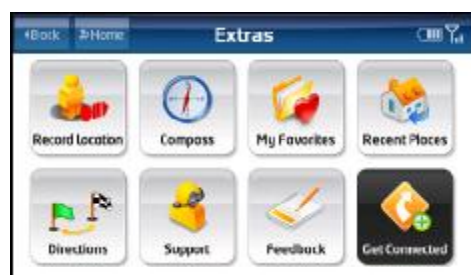 Back
Home
Extras
Record Location
Compass
My Favorites
Recent Places
Directions
Support
Feedback
Get Connected